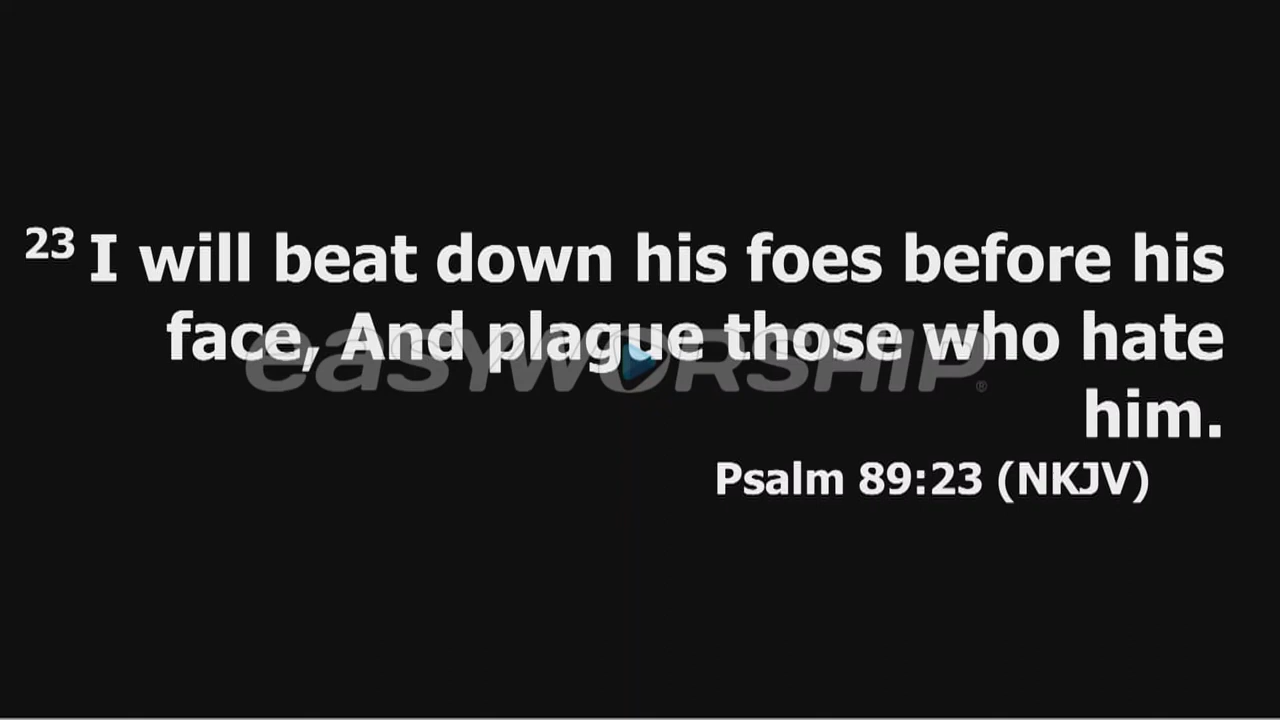 23 I will beat down his foes before his
face, And plague those who hate
him.
easyworship®
Psalm 89:23 (NKJV)